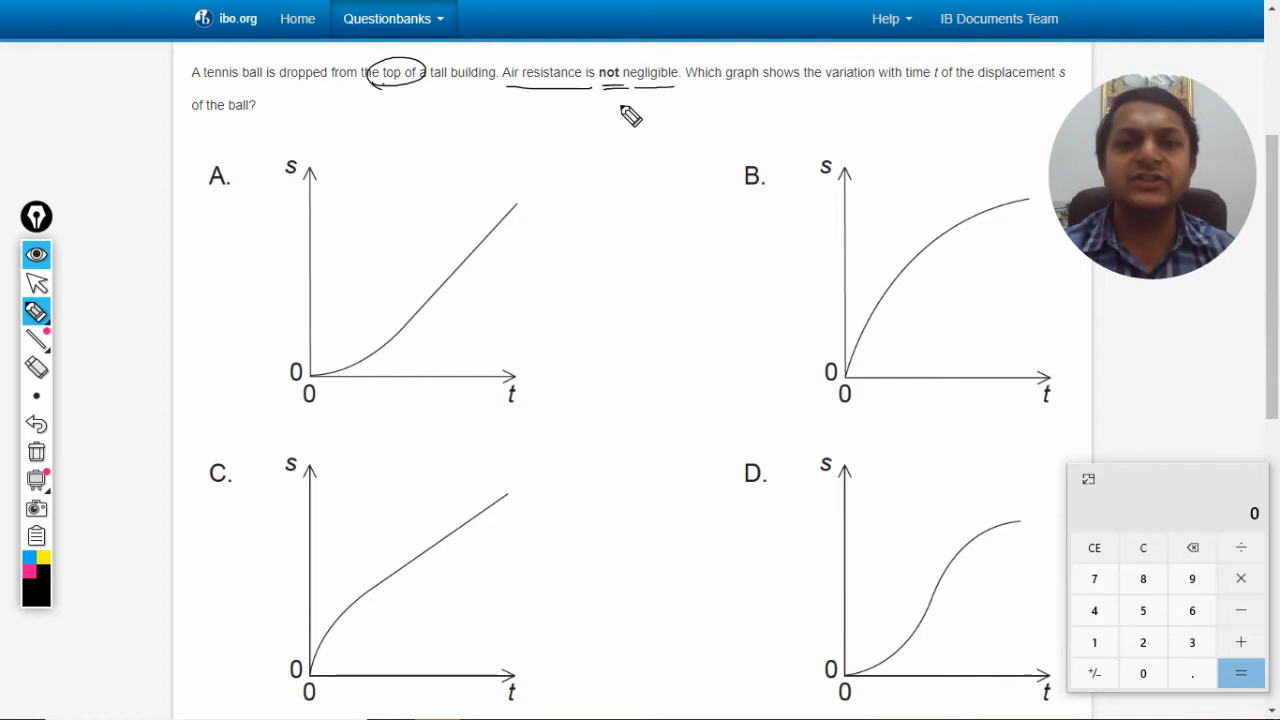 ibo.org Home Questionbanks Help IB Documents Team
A tennis ball is dropped from the top of a tall building. Air resistance is not negligible. Which graph shows the variation with time t of the displacement s
of the ball?
A. s B. s
0 0
0 t 0 t
C. s D. s
0 0
0 t 0 t
0
CE C ÷
7 8 9 ×
4 5 6 −
1 2 3 +
+/− 0 . =